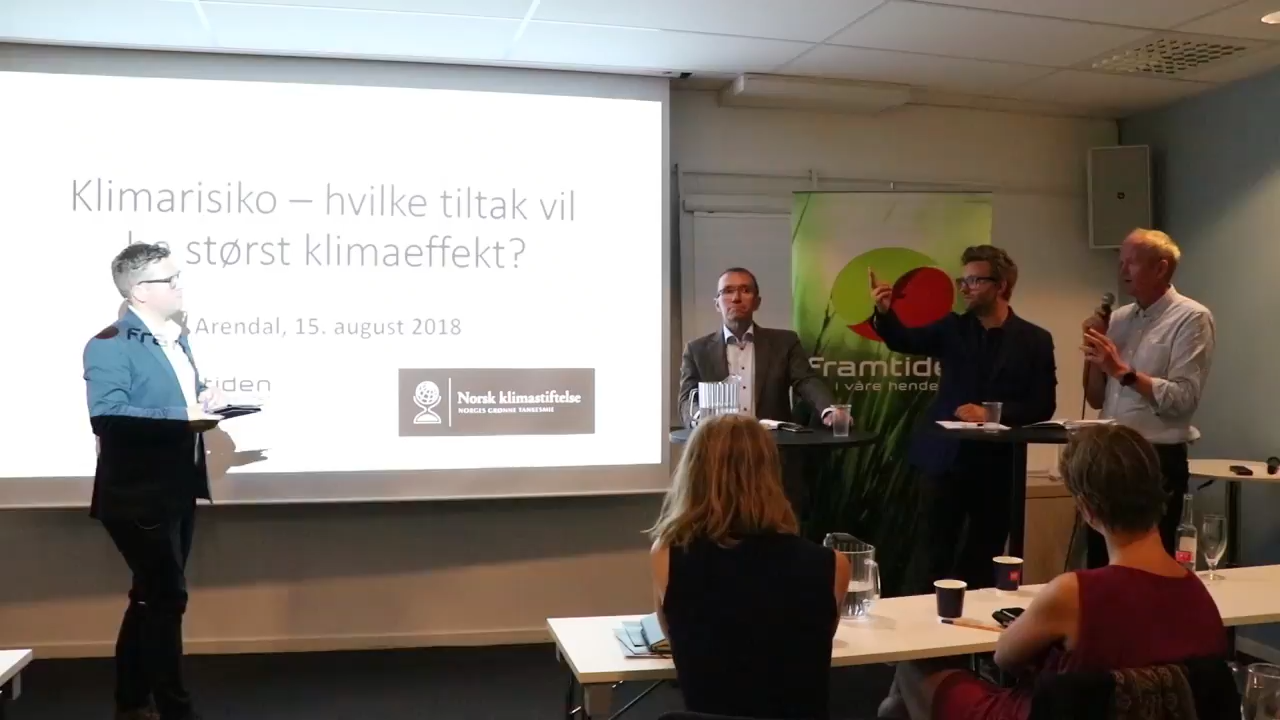 Klimarisiko – hvilke tiltak vil
størst klimaeffekt?
Arendal, 15. august 2018
Norsk klimastiftelse
NORGES GRØNNE TANKESMIE
Framtiden
i våre hender